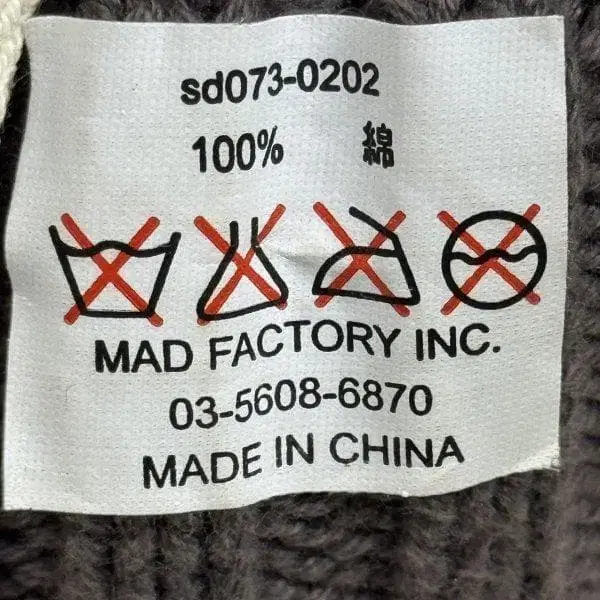 sd073-0202
100% 綿
MAD FACTORY INC.
03-5608-6870
MADE IN CHINA